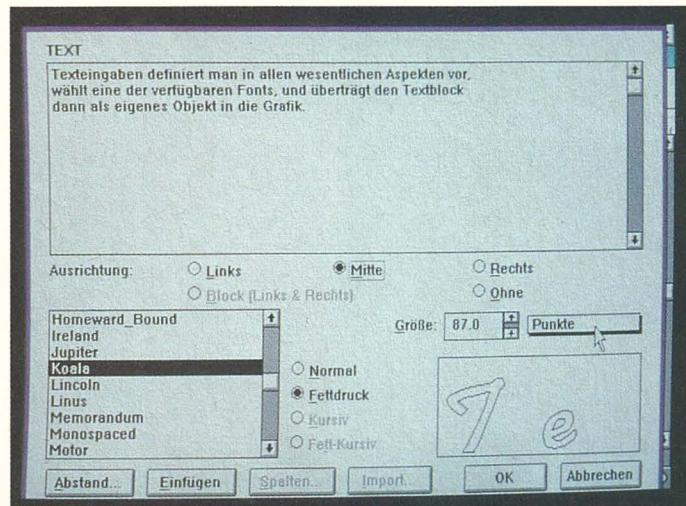 TEXT
Texteingaben definiert man in allen wesentlichen Aspekten vor,
wählt eine der verfügbaren Fonts, und überträgt den Textblock
dann als eigenes Objekt in die Grafik.
Ausrichtung: Links Mitte Rechts
Block (Links & Rechts) Ohne
Homeward_Bound
Ireland
Jupiter
Koala
Lincoln
Linus
Memorandum
Monospaced
Motor
Normal
Fettdruck
Kursiv
Fett-Kursiv
Größe: 87.0 Punkte
T e
Abstand... Einfügen Spalten... Import... OK Abbrechen